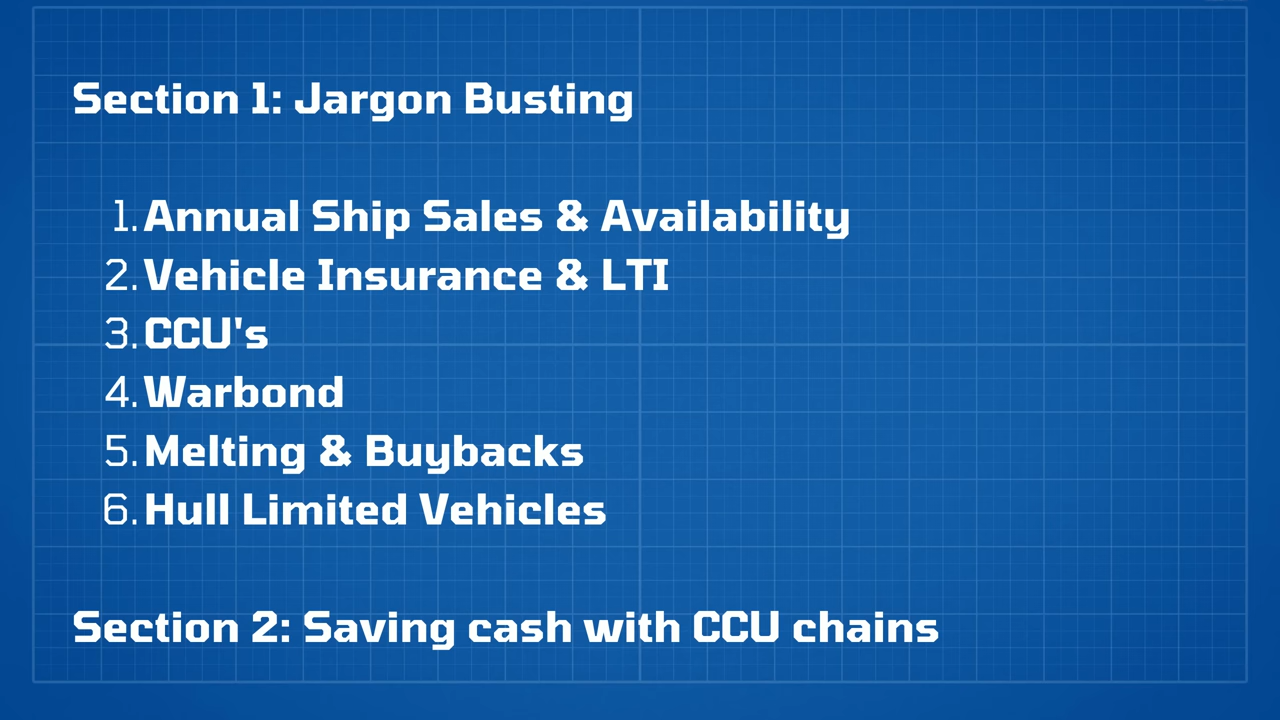 Section 1: Jargon Busting
1. Annual Ship Sales & Availability
2. Vehicle Insurance & LTI
3. CCU's
4. Warbond
5. Melting & Buybacks
6. Hull Limited Vehicles
Section 2: Saving cash with CCU chains